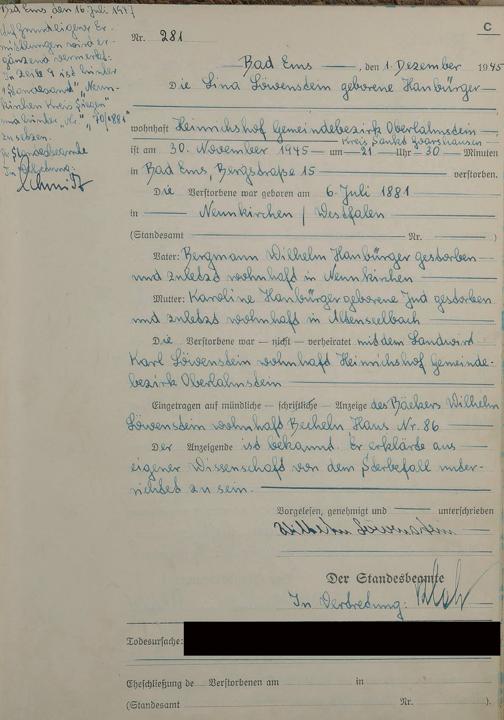 Bad Ems, den 16. Juli 1947
Auf Grund eigener Er-
mittlungen wird er-
gänzend vermerkt:
In Zeile 9 ist hinter
"Standesamt" "Neun-
kirchen Kreis Siegen"
und hinter "Nr." "70/1881"
zu setzen.
Der Standesbeamte
In Vertretung:
Schmidt
C
Nr. 281
Bad Ems, den 1. Dezember 1945
Die Lina Löwenstein geborene Hanbürger
wohnhaft Heinrichshof Gemeindebezirk Oberlahnstein
Kreis Sankt Goarshausen
ist am 30. November 1945 um 21 Uhr 30 Minuten
in Bad Ems, Bergstraße 15 verstorben.
Die Verstorbene war geboren am 6. Juli 1881
in Neunkirchen / Westfalen
(Standesamt Nr. )
Vater: Bergmann Wilhelm Hanbürger gestorben
und zuletzt wohnhaft in Neunkirchen
Mutter: Karoline Hanbürger geborene Jud gestorben
und zuletzt wohnhaft in Altenseelbach
Die Verstorbene war – nicht – verheiratet mit dem Landwirt
Karl Löwenstein wohnhaft Heinrichshof Gemeinde-
bezirk Oberlahnstein
Eingetragen auf mündliche – schriftliche – Anzeige des Bäckers Wilhelm
Löwenstein wohnhaft Becheln Haus Nr. 86
Der Anzeigende ist bekannt. Er erklärte aus
eigener Wissenschaft von dem Sterbefall unter-
richtet zu sein.
Vorgelesen, genehmigt und unterschrieben
Wilhelm Löwenstein
Der Standesbeamte
In Vertretung:
Todesursache:
Eheschließung de Verstorbenen am in
(Standesamt Nr. ).